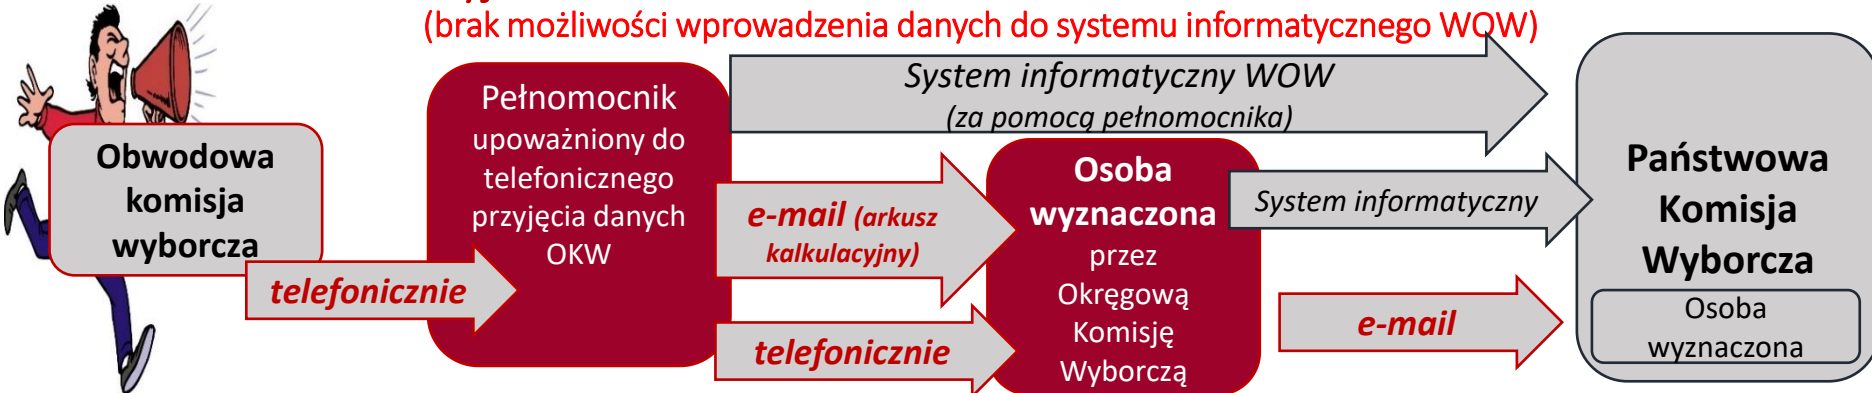 (brak możliwości wprowadzenia danych do systemu informatycznego WOW)
Obwodowa
komisja
wyborcza
telefonicznie
Pełnomocnik
upoważniony do
telefonicznego
przyjęcia danych
OKW
System informatyczny WOW
(za pomocą pełnomocnika)
e-mail (arkusz
kalkulacyjny)
telefonicznie
Osoba
wyznaczona
przez
Okręgową
Komisję
Wyborczą
System informatyczny
e-mail
Państwowa
Komisja
Wyborcza
Osoba
wyznaczona